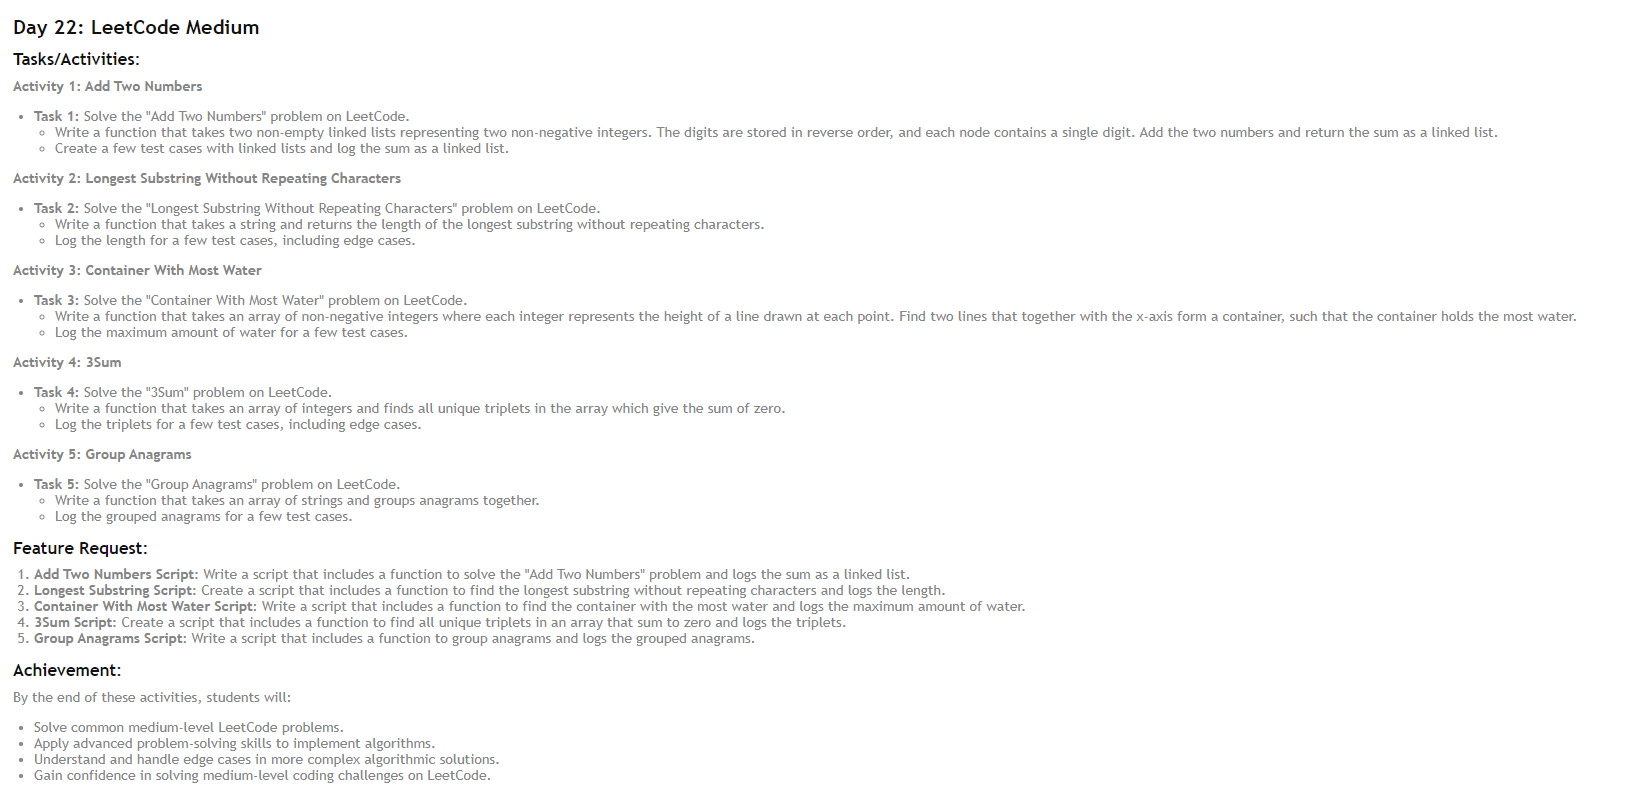 Day 22: LeetCode Medium
Tasks/Activities:
Activity 1: Add Two Numbers
• Task 1: Solve the "Add Two Numbers" problem on LeetCode.
◦ Write a function that takes two non-empty linked lists representing two non-negative integers. The digits are stored in reverse order, and each node contains a single digit. Add the two numbers and return the sum as a linked list.
◦ Create a few test cases with linked lists and log the sum as a linked list.
Activity 2: Longest Substring Without Repeating Characters
• Task 2: Solve the "Longest Substring Without Repeating Characters" problem on LeetCode.
◦ Write a function that takes a string and returns the length of the longest substring without repeating characters.
◦ Log the length for a few test cases, including edge cases.
Activity 3: Container With Most Water
• Task 3: Solve the "Container With Most Water" problem on LeetCode.
◦ Write a function that takes an array of non-negative integers where each integer represents the height of a line drawn at each point. Find two lines that together with the x-axis form a container, such that the container holds the most water.
◦ Log the maximum amount of water for a few test cases.
Activity 4: 3Sum
• Task 4: Solve the "3Sum" problem on LeetCode.
◦ Write a function that takes an array of integers and finds all unique triplets in the array which give the sum of zero.
◦ Log the triplets for a few test cases, including edge cases.
Activity 5: Group Anagrams
• Task 5: Solve the "Group Anagrams" problem on LeetCode.
◦ Write a function that takes an array of strings and groups anagrams together.
◦ Log the grouped anagrams for a few test cases.
Feature Request:
1. Add Two Numbers Script: Write a script that includes a function to solve the "Add Two Numbers" problem and logs the sum as a linked list.
2. Longest Substring Script: Create a script that includes a function to find the longest substring without repeating characters and logs the length.
3. Container With Most Water Script: Write a script that includes a function to find the container with the most water and logs the maximum amount of water.
4. 3Sum Script: Create a script that includes a function to find all unique triplets in an array that sum to zero and logs the triplets.
5. Group Anagrams Script: Write a script that includes a function to group anagrams and logs the grouped anagrams.
Achievement:
By the end of these activities, students will:
• Solve common medium-level LeetCode problems.
• Apply advanced problem-solving skills to implement algorithms.
• Understand and handle edge cases in more complex algorithmic solutions.
• Gain confidence in solving medium-level coding challenges on LeetCode.